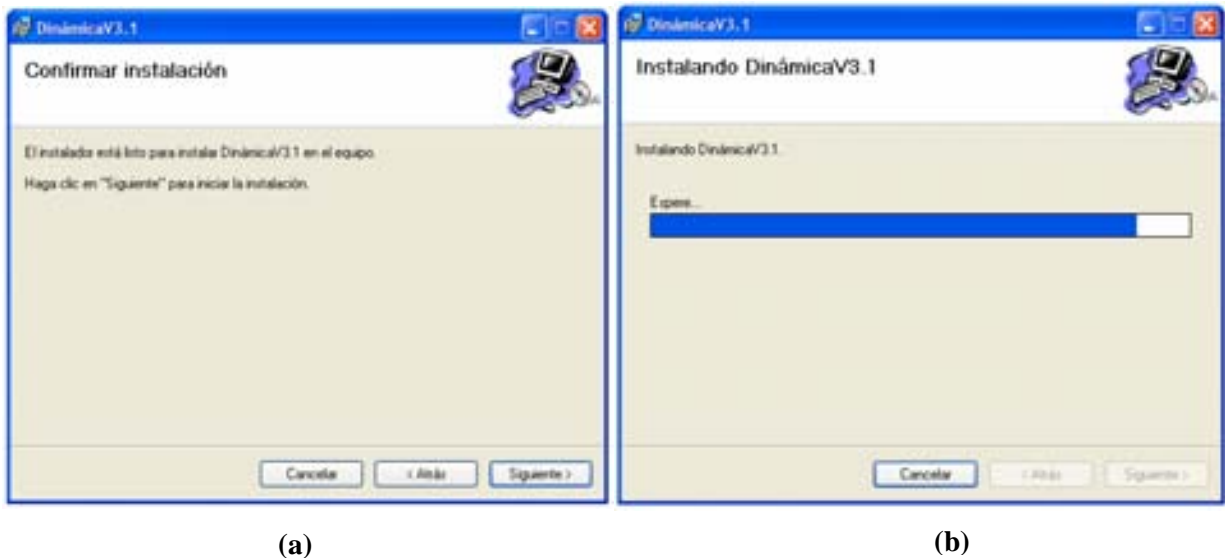 DinámicaV3.1
Confirmar instalación
El instalador está listo para instalar DinámicaV3.1 en el equipo.
Haga clic en "Siguiente" para iniciar la instalación.
Cancelar
< Atrás
Siguiente >
(a)
DinámicaV3.1
Instalando DinámicaV3.1
Instalando DinámicaV3.1.
Espere...
Cancelar
< Atrás
Siguiente >
(b)